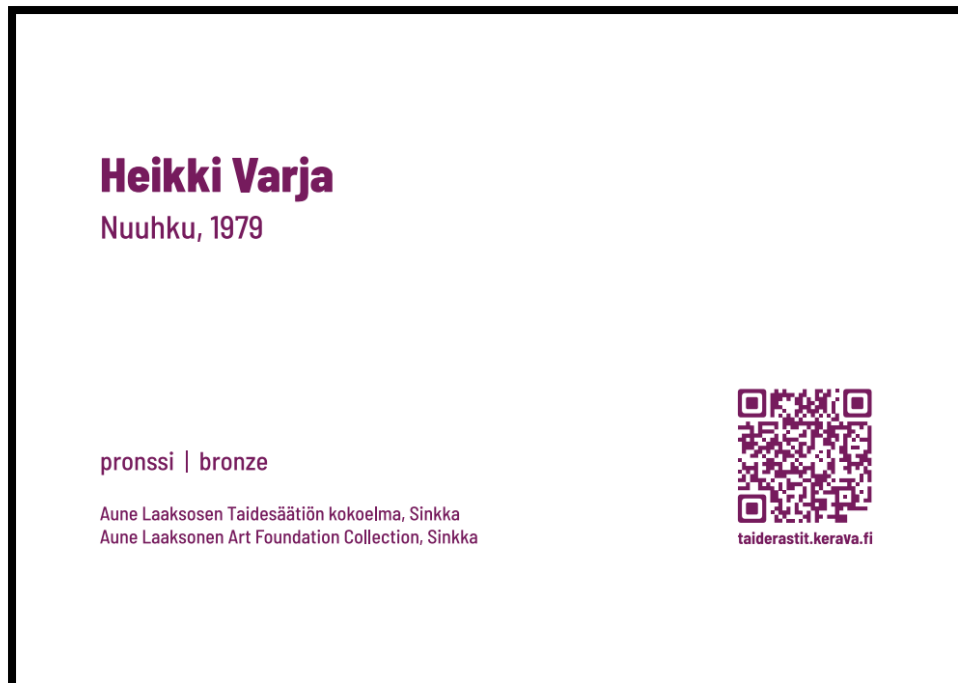 Heikki Varja
Nuuhku, 1979
pronssi | bronze
Aune Laaksosen Taidesäätiön kokoelma, Sinkka
Aune Laaksonen Art Foundation Collection, Sinkka
taiderastit.kerava.fi